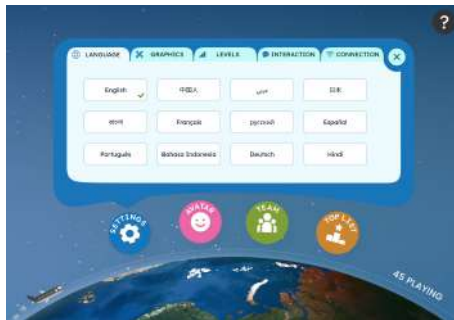 ?
LANGUAGE GRAPHICS LEVELS INTERACTION CONNECTION
English 中国人 日本
Français русский Español
Português Bahasa Indonesia Deutsch Hindi
SETTINGS AVATAR TEAM TOP LIST
45 PLAYING